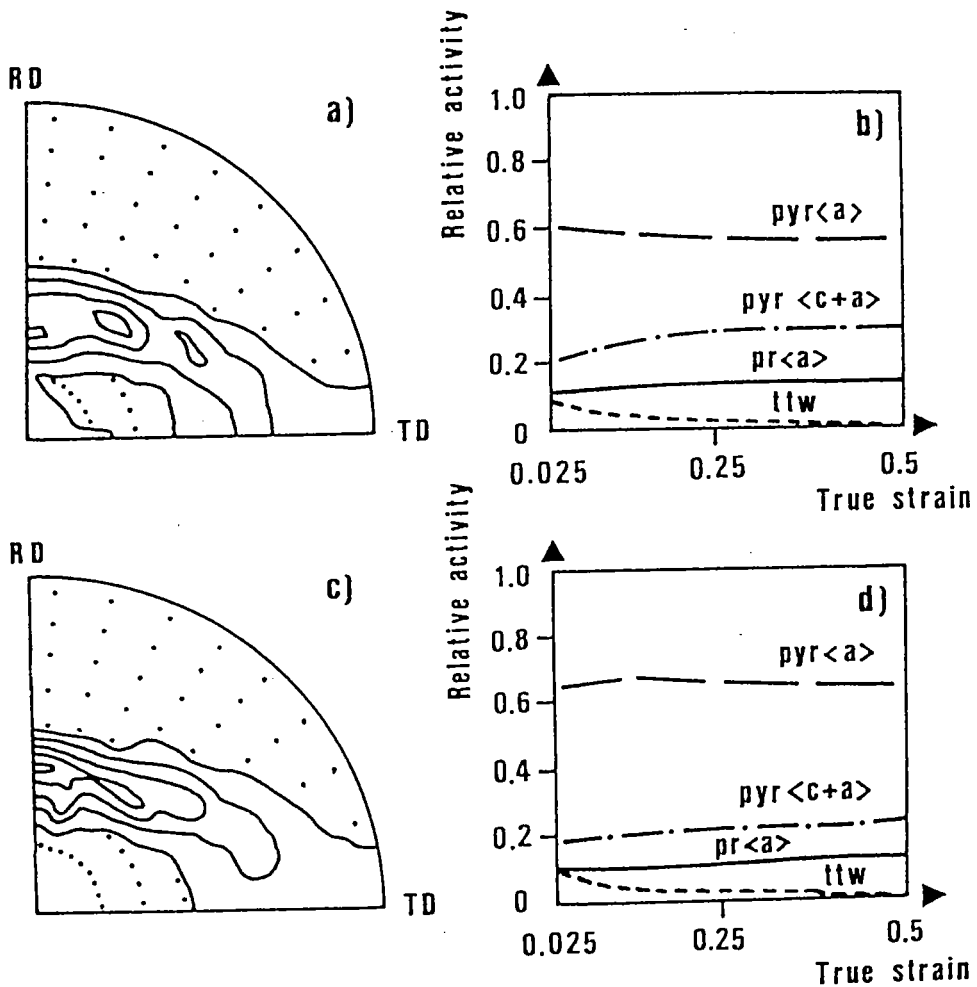 RD
a)
TD
Relative activity
b)
1.0
0.8
0.6
0.4
0.2
0
pyr<a>
pyr <c+a>
pr<a>
ttw
0.025
0.25
0.5
True strain
RD
c)
TD
Relative activity
d)
1.0
0.8
0.6
0.4
0.2
0
pyr<a>
pyr <c+a>
pr<a>
ttw
0.025
0.25
0.5
True strain